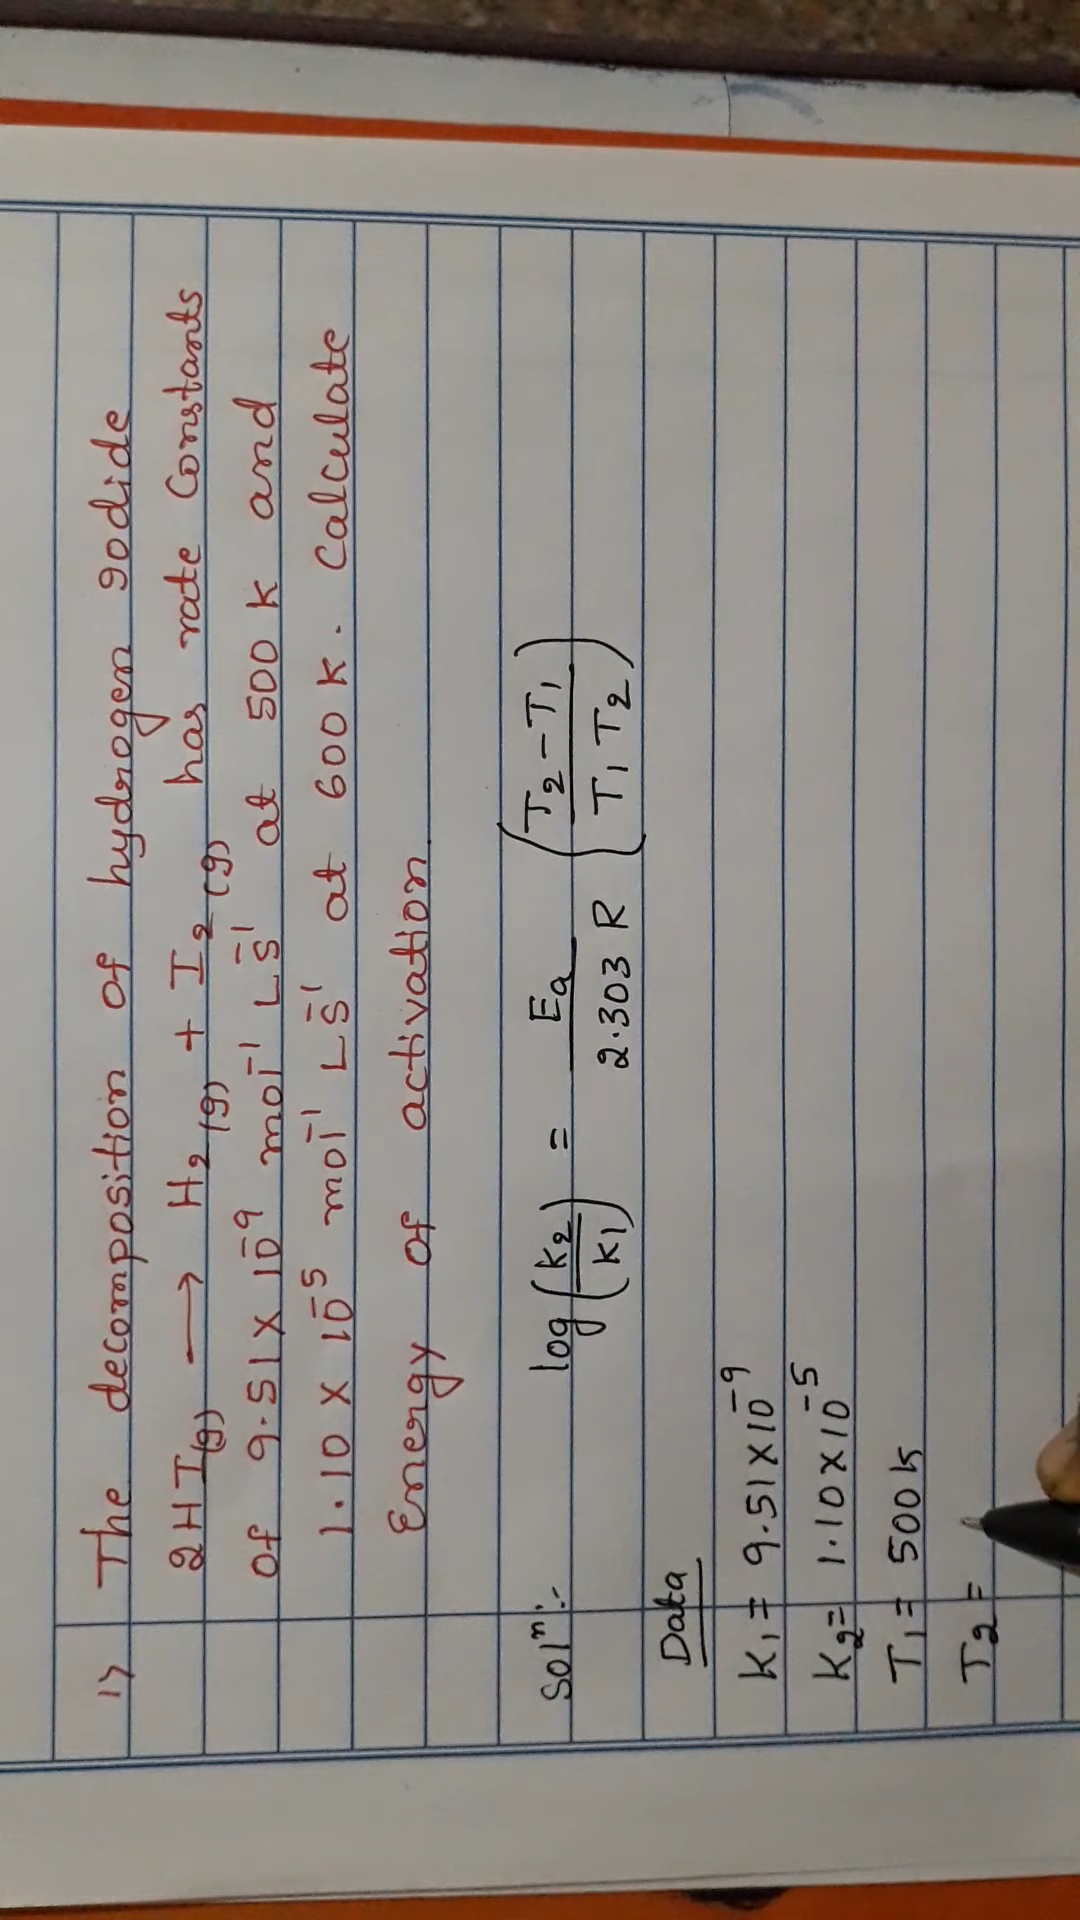 1) The decomposition of hydrogen Iodide
2HI(g) ⟶ H₂(g) + I₂(g) has rate constants
of 9.51 × 10⁻⁹ mol⁻¹ LS⁻¹ at 500 K and
1.10 × 10⁻⁵ mol⁻¹ LS⁻¹ at 600 K. Calculate
Energy of activation
Solⁿ:- log(K₂/K₁) = Ea/2.303 R (T₂-T₁/T₁ T₂)
Data
K₁ = 9.51 × 10⁻⁹
K₂ = 1.10 × 10⁻⁵
T₁ = 500 K
T₂ =